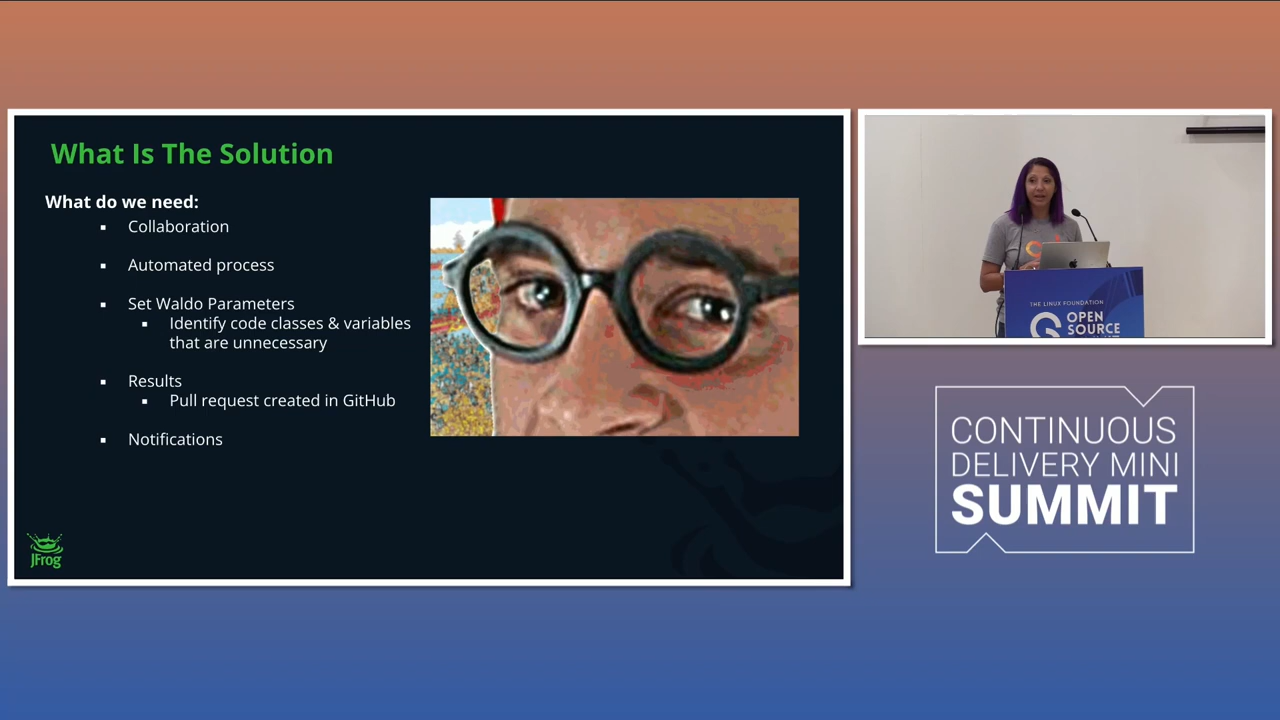 What Is The Solution
What do we need:
▪ Collaboration
▪ Automated process
▪ Set Waldo Parameters
▪ Identify code classes & variables
that are unnecessary
▪ Results
▪ Pull request created in GitHub
▪ Notifications
JFrog
THE LINUX FOUNDATION
OPEN
SOURCE
CONTINUOUS
DELIVERY MINI
SUMMIT